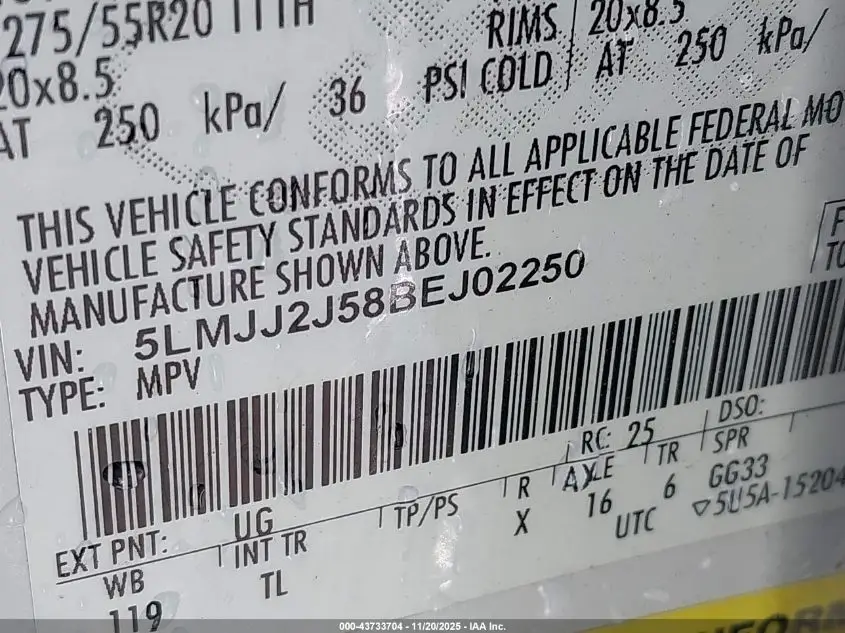 275/55R20 111H
20x8.5
AT 250 kPa/ 36 PSI COLD
RIMS 20x8.5
AT 250 kPa/
THIS VEHICLE CONFORMS TO ALL APPLICABLE FEDERAL MO
VEHICLE SAFETY STANDARDS IN EFFECT ON THE DATE OF
MANUFACTURE SHOWN ABOVE.
VIN: 5LMJJ2J58BEJ02250
TYPE: MPV
F
TO
EXT PNT: UG RC: 25 DSO:
WB INT TR TP/PS R AXLE TR SPR
119 TL X 16 6 GG33
UTC ▽5U5A-15204
000-43733704 - 11/20/2025 - IAA Inc.